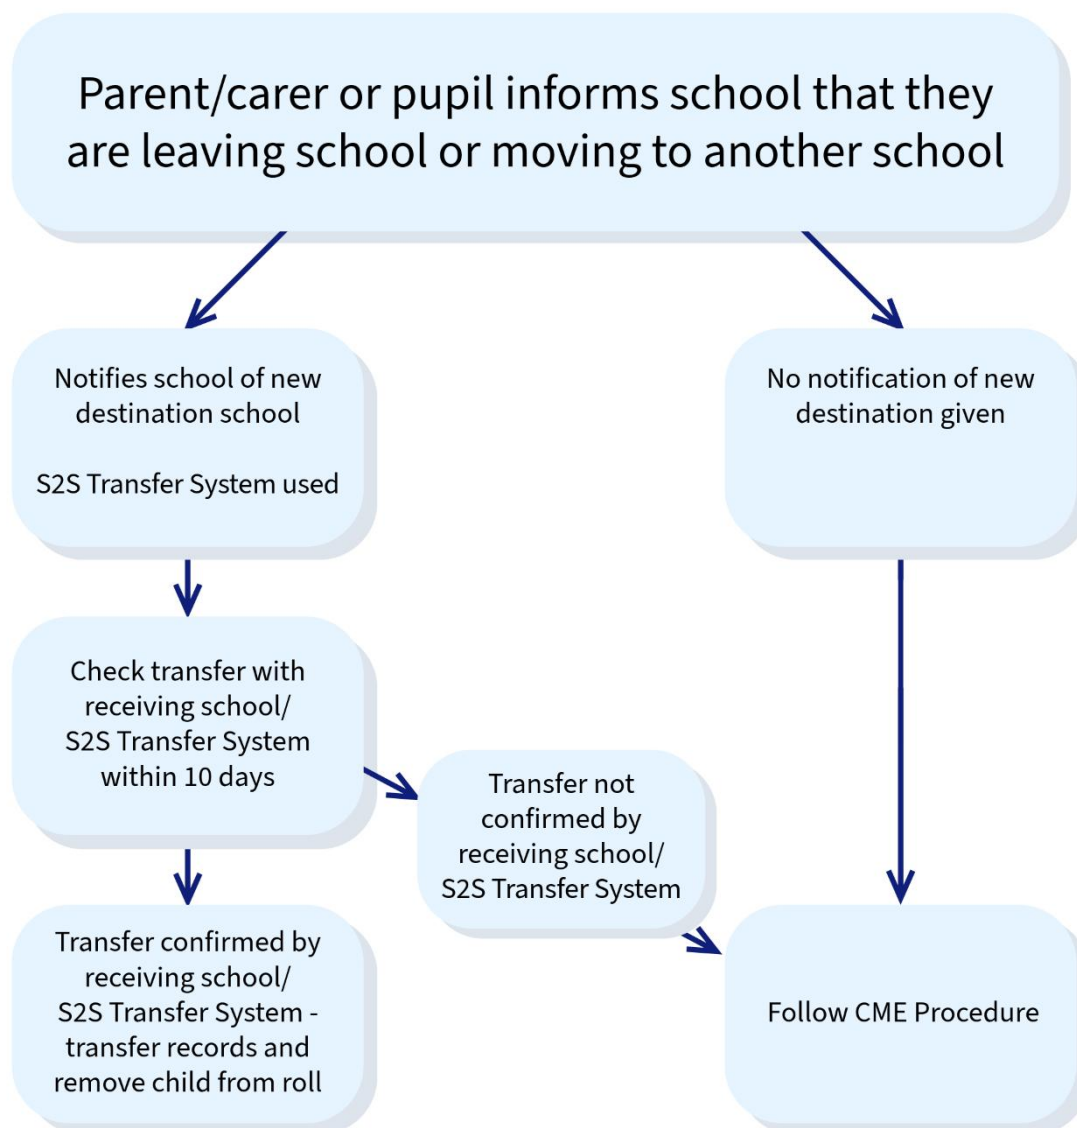 Parent/carer or pupil informs school that they
are leaving school or moving to another school
Notifies school of new
destination school
S2S Transfer System used
No notification of new
destination given
Check transfer with
receiving school/
S2S Transfer System
within 10 days
Transfer not
confirmed by
receiving school/
S2S Transfer System
Transfer confirmed by
receiving school/
S2S Transfer System -
transfer records and
remove child from roll
Follow CME Procedure